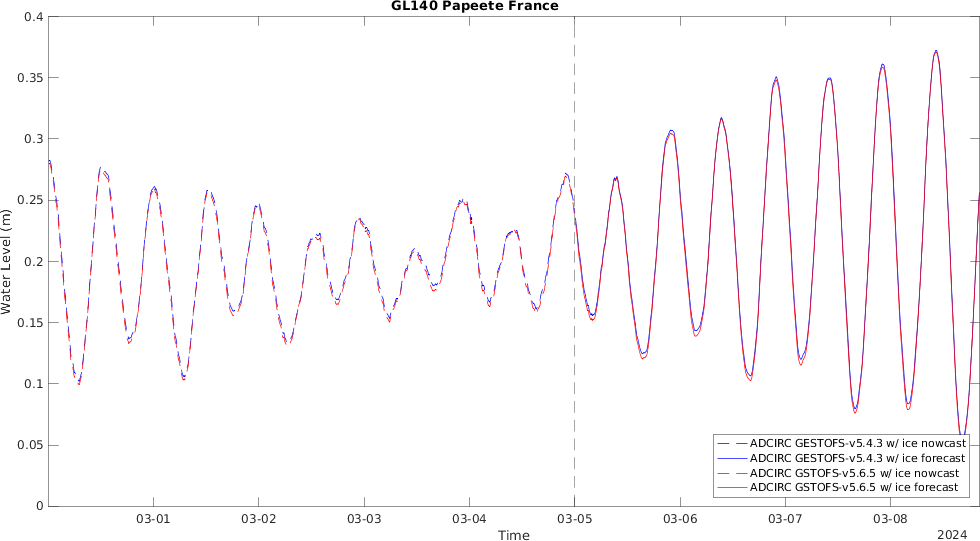 GL140 Papeete France
0.4
0.35
0.3
0.25
0.2
0.15
0.1
0.05
0
Water Level (m)
ADCIRC GESTOFS-v5.4.3 w/ ice nowcast
ADCIRC GESTOFS-v5.4.3 w/ ice forecast
ADCIRC GSTOFS-v5.6.5 w/ ice nowcast
ADCIRC GSTOFS-v5.6.5 w/ ice forecast
03-01 03-02 03-03 03-04 03-05 03-06 03-07 03-08
Time
2024